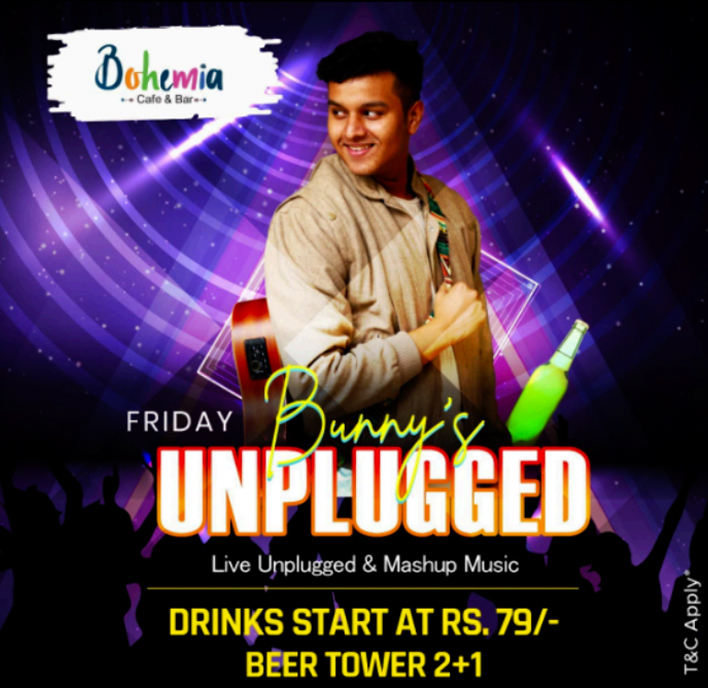 Bohemia
Cafe & Bar
FRIDAY
Bunny's
UNPLUGGED
Live Unplugged & Mashup Music
DRINKS START AT RS. 79/-
BEER TOWER 2+1
T&C Apply*